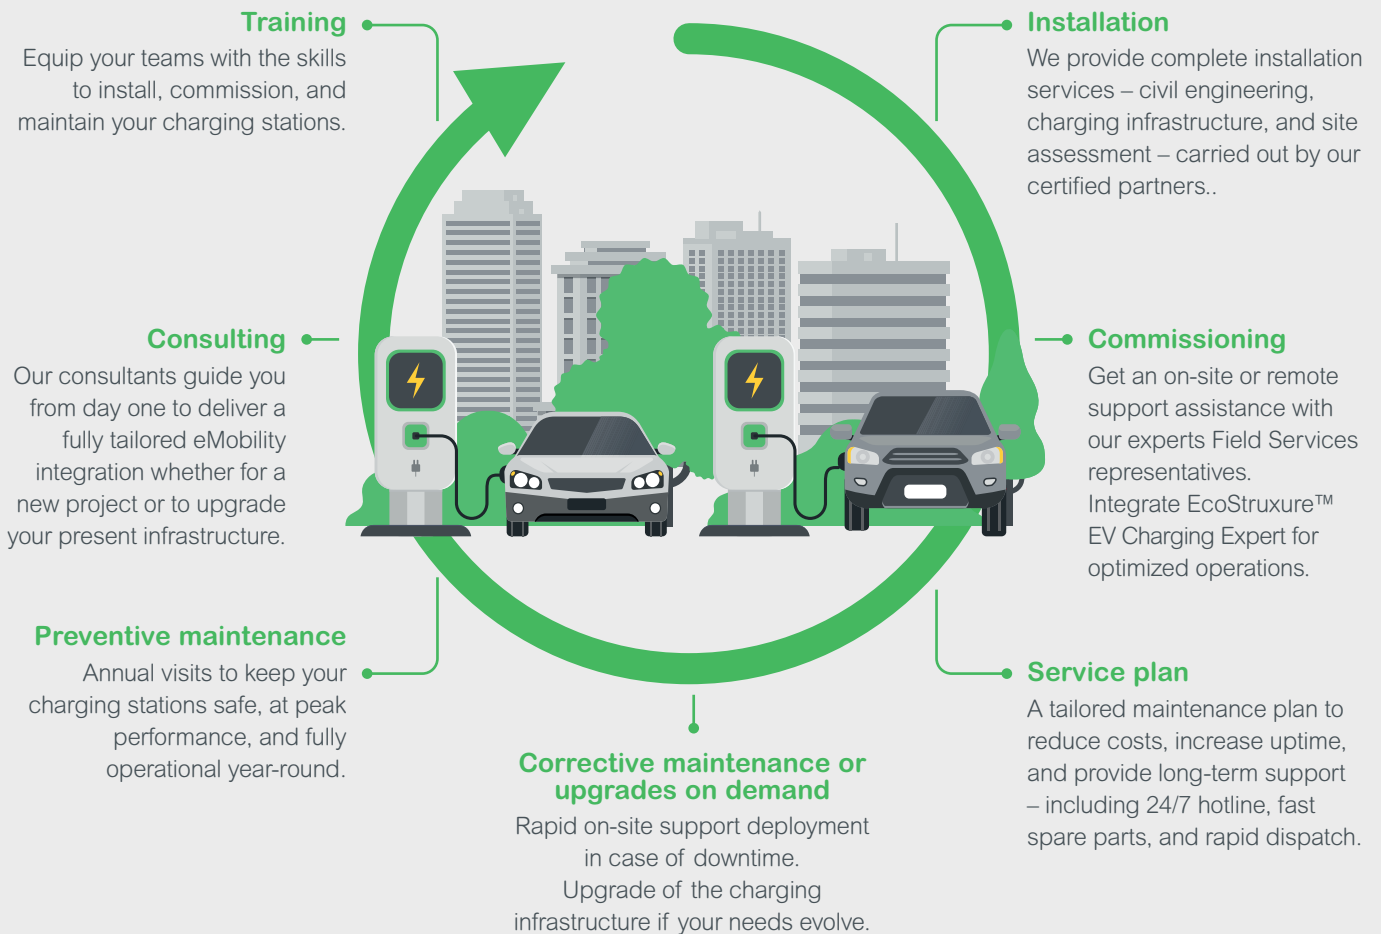 Training
Equip your teams with the skills
to install, commission, and
maintain your charging stations.
Installation
We provide complete installation
services – civil engineering,
charging infrastructure, and site
assessment – carried out by our
certified partners..
Consulting
Our consultants guide you
from day one to deliver a
fully tailored eMobility
integration whether for a
new project or to upgrade
your present infrastructure.
Commissioning
Get an on-site or remote
support assistance with
our experts Field Services
representatives.
Integrate EcoStruxure™
EV Charging Expert for
optimized operations.
Preventive maintenance
Annual visits to keep your
charging stations safe, at peak
performance, and fully
operational year-round.
Service plan
A tailored maintenance plan to
reduce costs, increase uptime,
and provide long-term support
– including 24/7 hotline, fast
spare parts, and rapid dispatch.
Corrective maintenance or
upgrades on demand
Rapid on-site support deployment
in case of downtime.
Upgrade of the charging
infrastructure if your needs evolve.